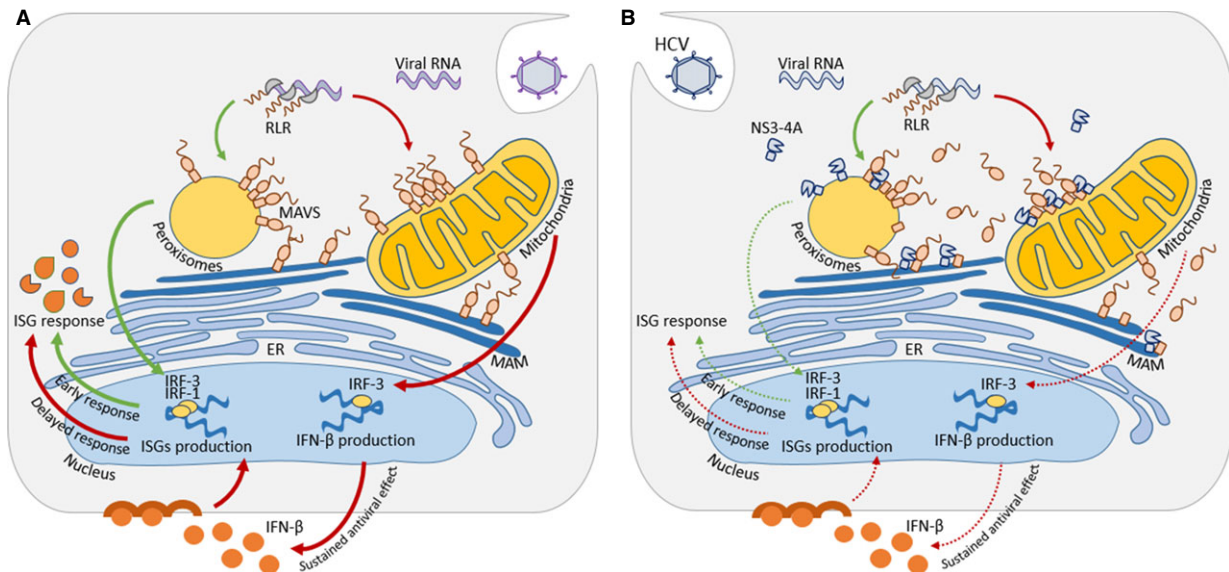 A
Viral RNA
RLR
MAVS
Peroxisomes
Mitochondria
ISG response
ER
MAM
IRF-3
IRF-1
IRF-3
Early response
Delayed response
ISGs production
IFN-β production
Nucleus
IFN-β
Sustained antiviral effect
B
HCV
Viral RNA
NS3-4A
RLR
Peroxisomes
Mitochondria
ISG response
ER
MAM
IRF-3
IRF-1
IRF-3
Early response
Delayed response
ISGs production
IFN-β production
Nucleus
IFN-β
Sustained antiviral effect